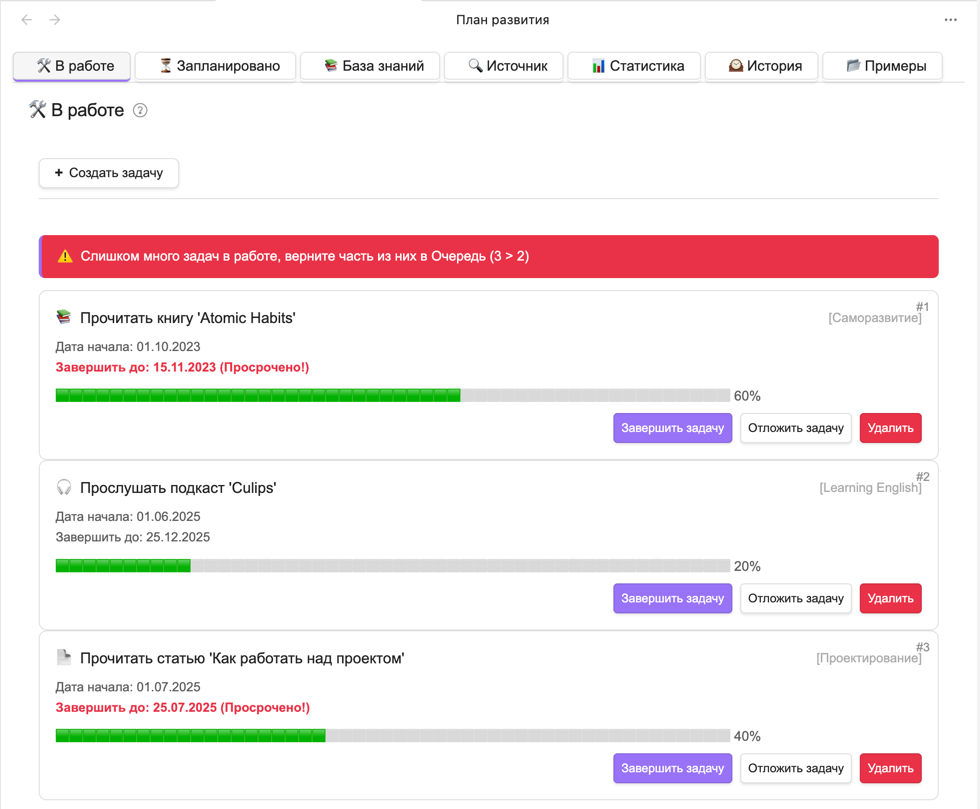 План развития
В работе Запланировано База знаний Источник Статистика История Примеры
В работе ?
+ Создать задачу
Слишком много задач в работе, верните часть из них в Очередь (3 > 2)
#1
Прочитать книгу 'Atomic Habits' [Саморазвитие]
Дата начала: 01.10.2023
Завершить до: 15.11.2023 (Просрочено!)
60%
Завершить задачу Отложить задачу Удалить
#2
Прослушать подкаст 'Culips' [Learning English]
Дата начала: 01.06.2025
Завершить до: 25.12.2025
20%
Завершить задачу Отложить задачу Удалить
#3
Прочитать статью 'Как работать над проектом' [Проектирование]
Дата начала: 01.07.2025
Завершить до: 25.07.2025 (Просрочено!)
40%
Завершить задачу Отложить задачу Удалить